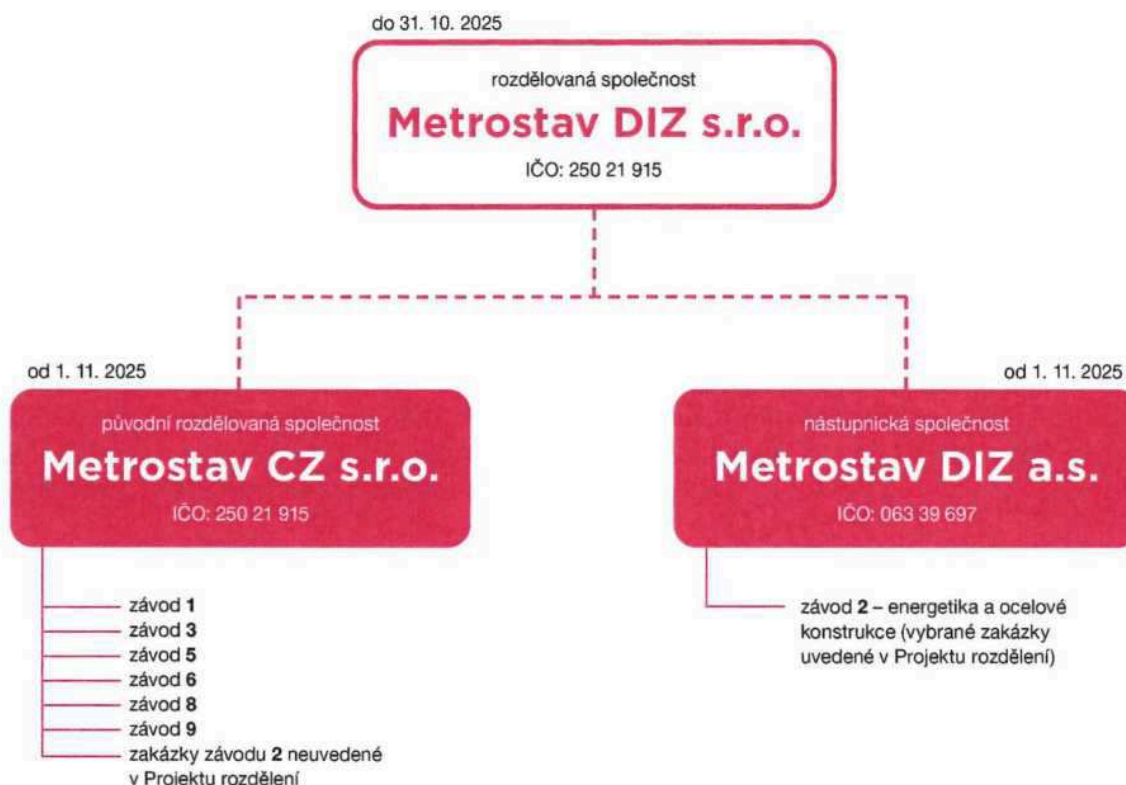 do 31. 10. 2025
rozdělovaná společnost
Metrostav DIZ s.r.o.
IČO: 250 21 915
od 1. 11. 2025
původní rozdělovaná společnost
Metrostav CZ s.r.o.
IČO: 250 21 915
závod 1
závod 3
závod 5
závod 6
závod 8
závod 9
zakázky závodu 2 neuvedené
v Projektu rozdělení
od 1. 11. 2025
nástupnická společnost
Metrostav DIZ a.s.
IČO: 063 39 697
závod 2 – energetika a ocelové
konstrukce (vybrané zakázky
uvedené v Projektu rozdělení)